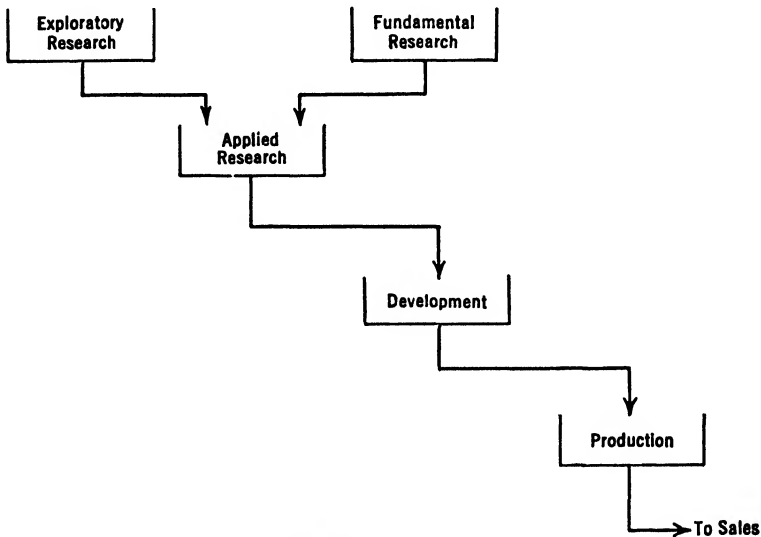 Exploratory
Research
Fundamental
Research
Applied
Research
Development
Production
To Sales